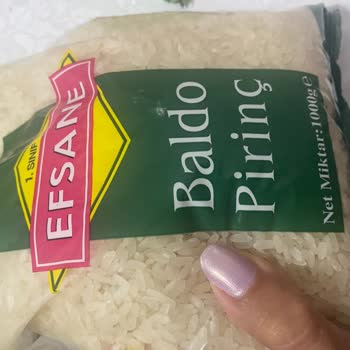 1. SINIF
EFSANE
Baldo
Pirinç
Net Miktar:1000g e